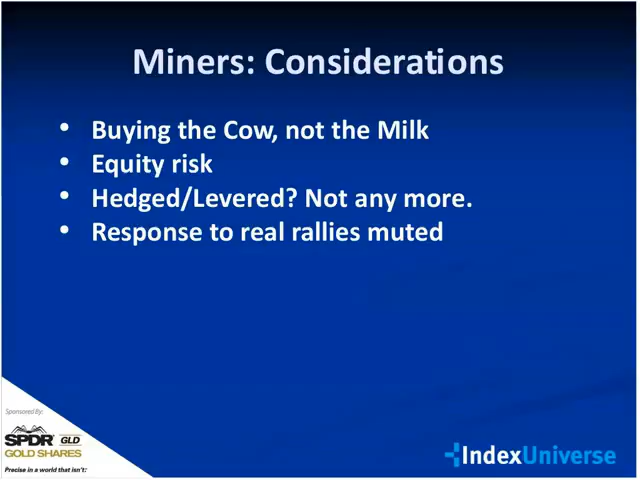 Miners: Considerations
• Buying the Cow, not the Milk
• Equity risk
• Hedged/Levered? Not any more.
• Response to real rallies muted
Sponsored By:
SPDR® GLD
GOLD SHARES
Precise in a world that isn't.
IndexUniverse